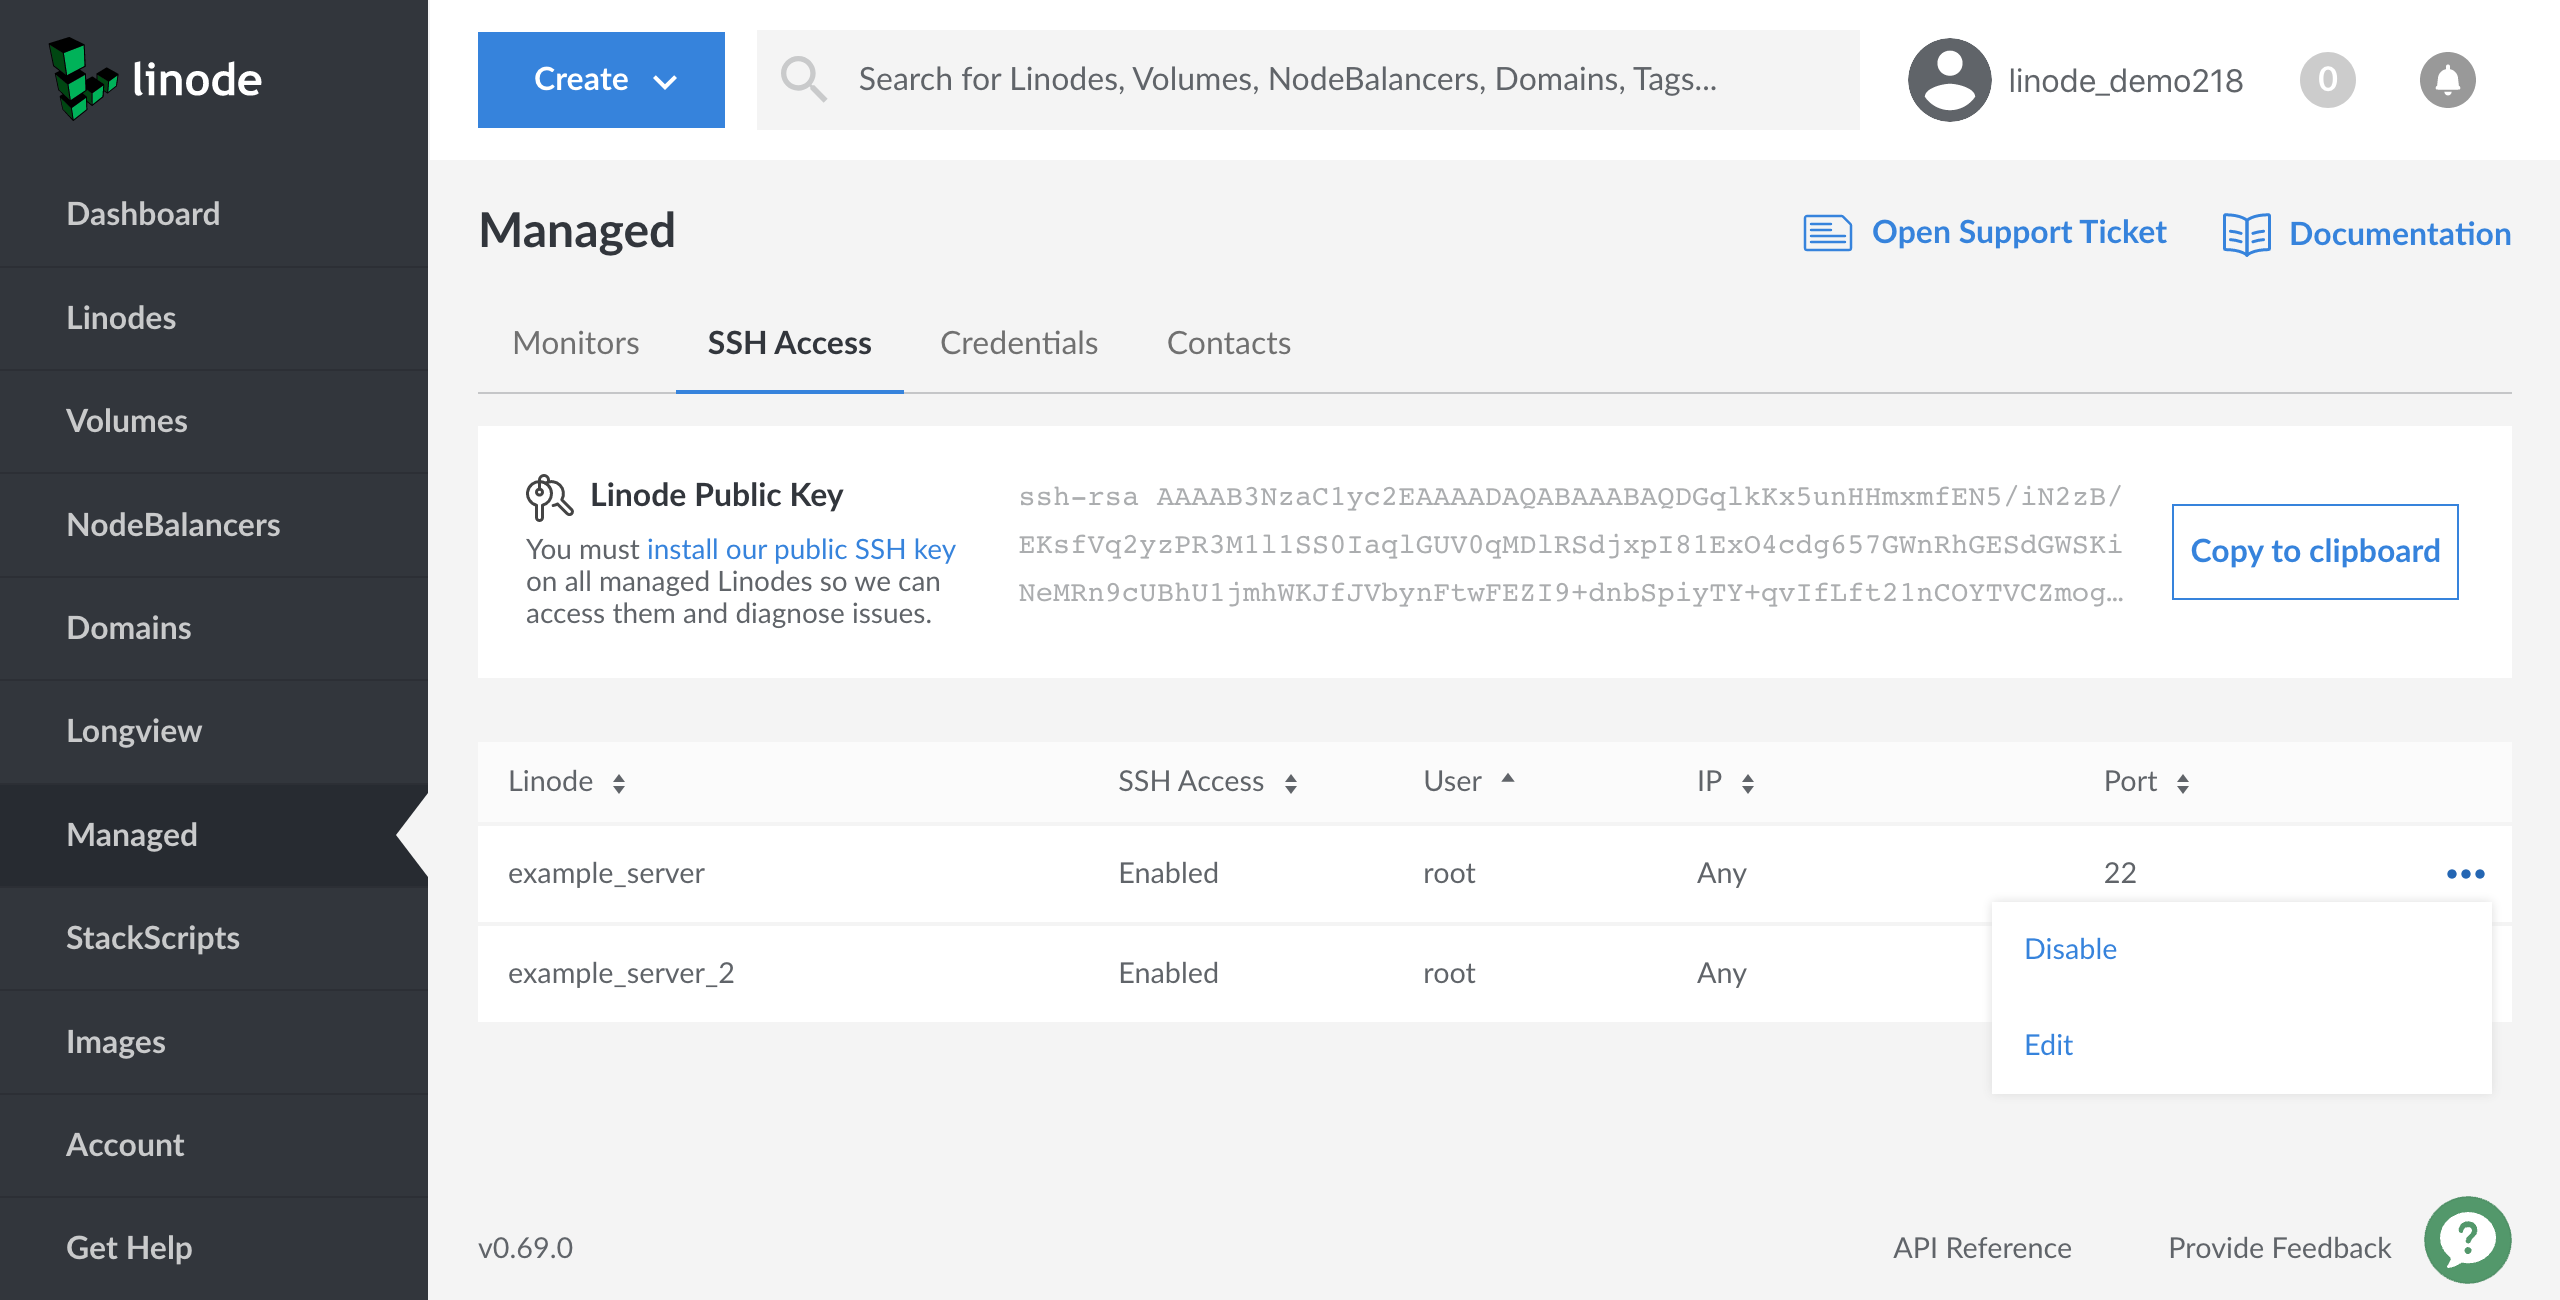 linode
Create
Search for Linodes, Volumes, NodeBalancers, Domains, Tags...
linode_demo218
0
Dashboard
Linodes
Volumes
NodeBalancers
Domains
Longview
Managed
StackScripts
Images
Account
Get Help
Managed
Open Support Ticket
Documentation
Monitors
SSH Access
Credentials
Contacts
Linode Public Key
You must install our public SSH key
on all managed Linodes so we can
access them and diagnose issues.
ssh-rsa AAAAB3NzaC1yc2EAAAADAQABAAABAQDGqlkKx5unHHmxmfEN5/iN2zB/
EKsfVq2yzPR3M1l1SS0IaqlGUV0qMDlRSdjxpI81ExO4cdg657GWnRhGESdGWSKi
NeMRn9cUBhU1jmhWKJfJVbynFtwFEZI9+dnbSpiyTY+qvIfLft21nCOYTVCZmog…
Copy to clipboard
Linode SSH Access User IP Port
example_server Enabled root Any 22
example_server_2 Enabled root Any
Disable
Edit
v0.69.0
API Reference
Provide Feedback
?